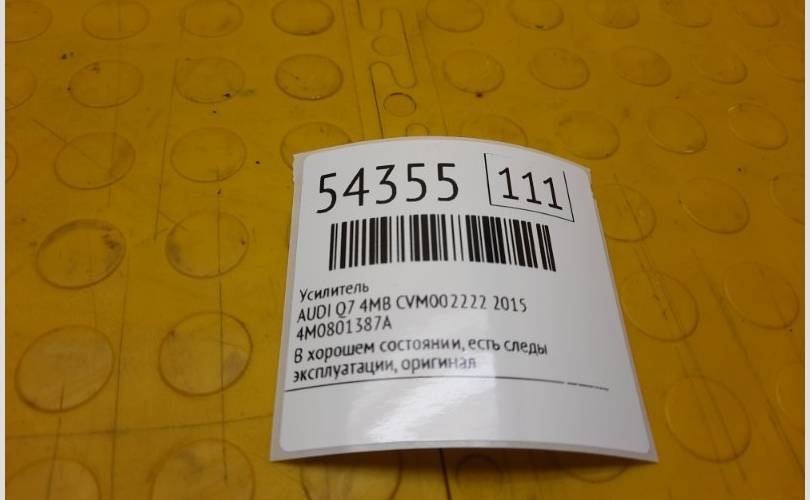 54355 111
Усилитель
AUDI Q7 4MB CVM002222 2015
4M0801387A
В хорошем состоянии, есть следы
эксплуатации, оригинал